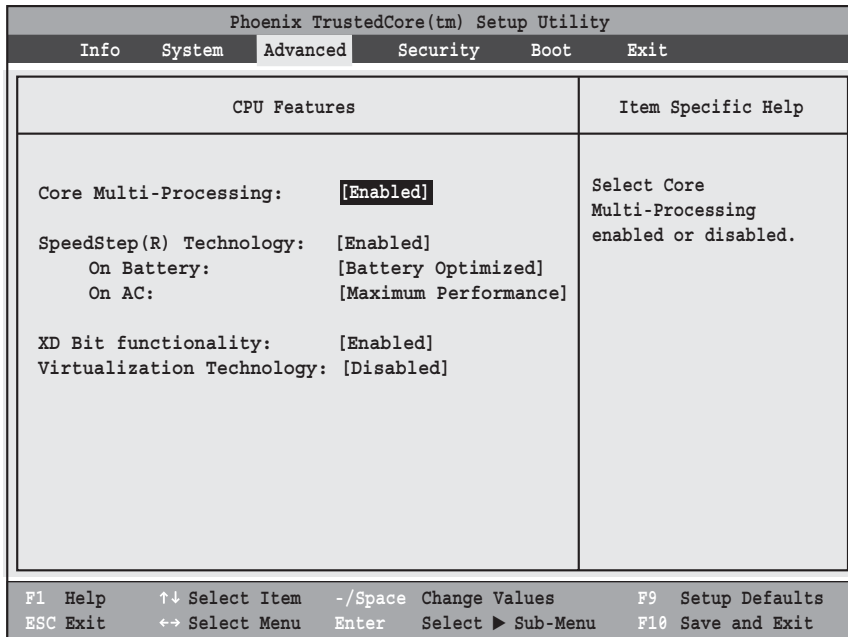 Phoenix TrustedCore(tm) Setup Utility
Info System Advanced Security Boot Exit
CPU Features
Item Specific Help
Core Multi-Processing: [Enabled]
SpeedStep(R) Technology: [Enabled]
On Battery: [Battery Optimized]
On AC: [Maximum Performance]
XD Bit functionality: [Enabled]
Virtualization Technology: [Disabled]
Select Core
Multi-Processing
enabled or disabled.
F1 Help ↑↓ Select Item -/Space Change Values F9 Setup Defaults
ESC Exit ←→ Select Menu Enter Select ▶ Sub-Menu F10 Save and Exit